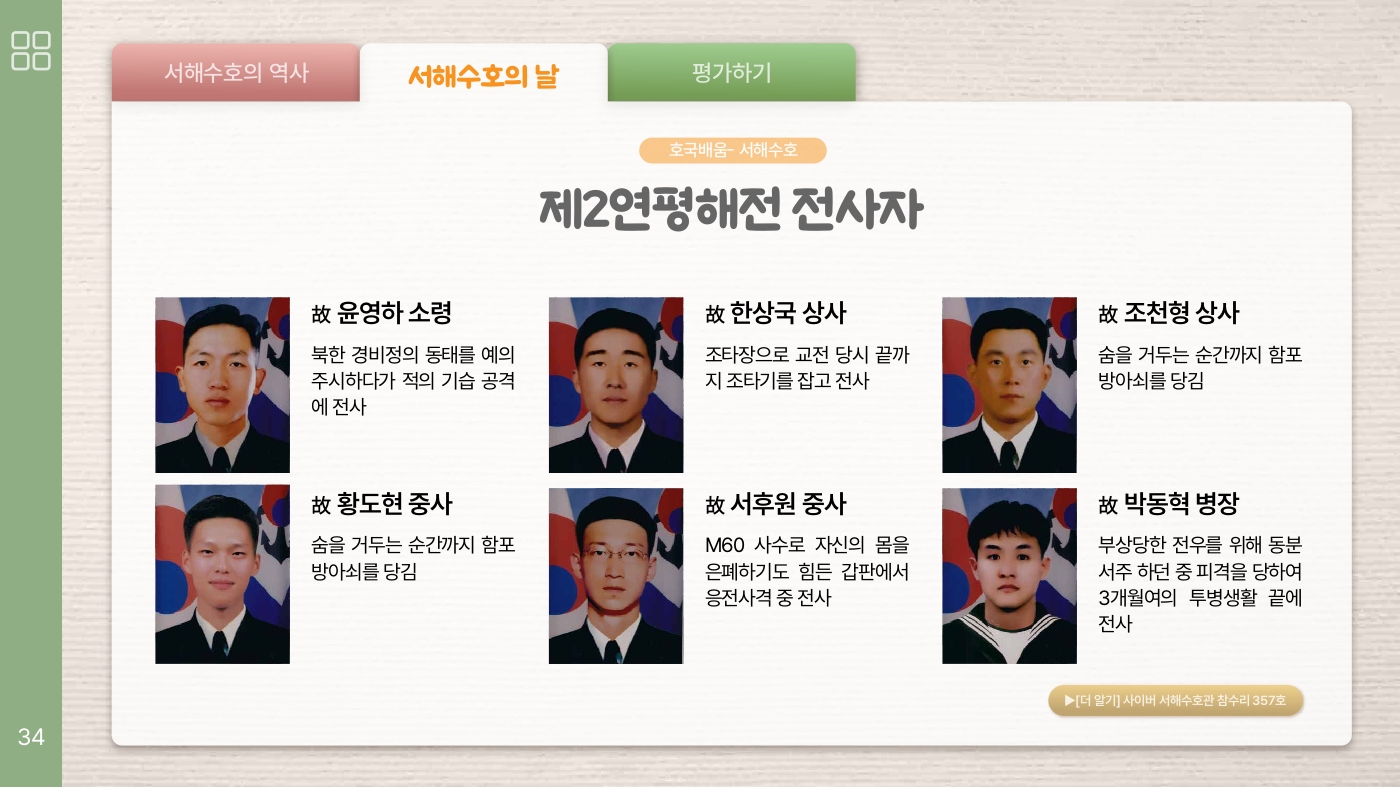 서해수호의 역사
서해수호의 날
평가하기
호국배움- 서해수호
제2연평해전 전사자
故 윤영하 소령
북한 경비정의 동태를 예의
주시하다가 적의 기습 공격
에 전사
故 한상국 상사
조타장으로 교전 당시 끝까
지 조타기를 잡고 전사
故 조천형 상사
숨을 거두는 순간까지 함포
방아쇠를 당김
故 황도현 중사
숨을 거두는 순간까지 함포
방아쇠를 당김
故 서후원 중사
M60 사수로 자신의 몸을
은폐하기도 힘든 갑판에서
응전사격 중 전사
故 박동혁 병장
부상당한 전우를 위해 동분
서주 하던 중 피격을 당하여
3개월여의 투병생활 끝에
전사
▶[더 알기] 사이버 서해수호관 참수리 357호
34